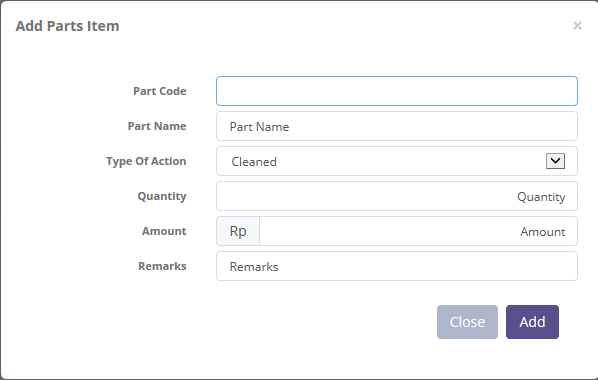 Add Parts Item ×
Part Code
Part Name Part Name
Type Of Action Cleaned
Quantity Quantity
Amount Rp Amount
Remarks Remarks
Close Add